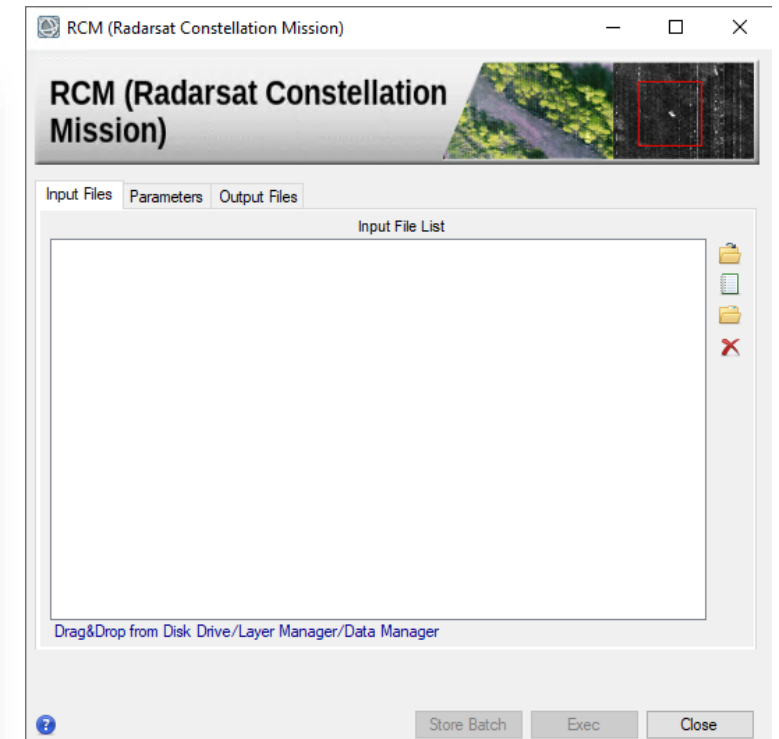 RCM (Radarsat Constellation Mission)
RCM (Radarsat Constellation
Mission)
Input Files Parameters Output Files
Input File List
Drag&Drop from Disk Drive/Layer Manager/Data Manager
? Store Batch Exec Close